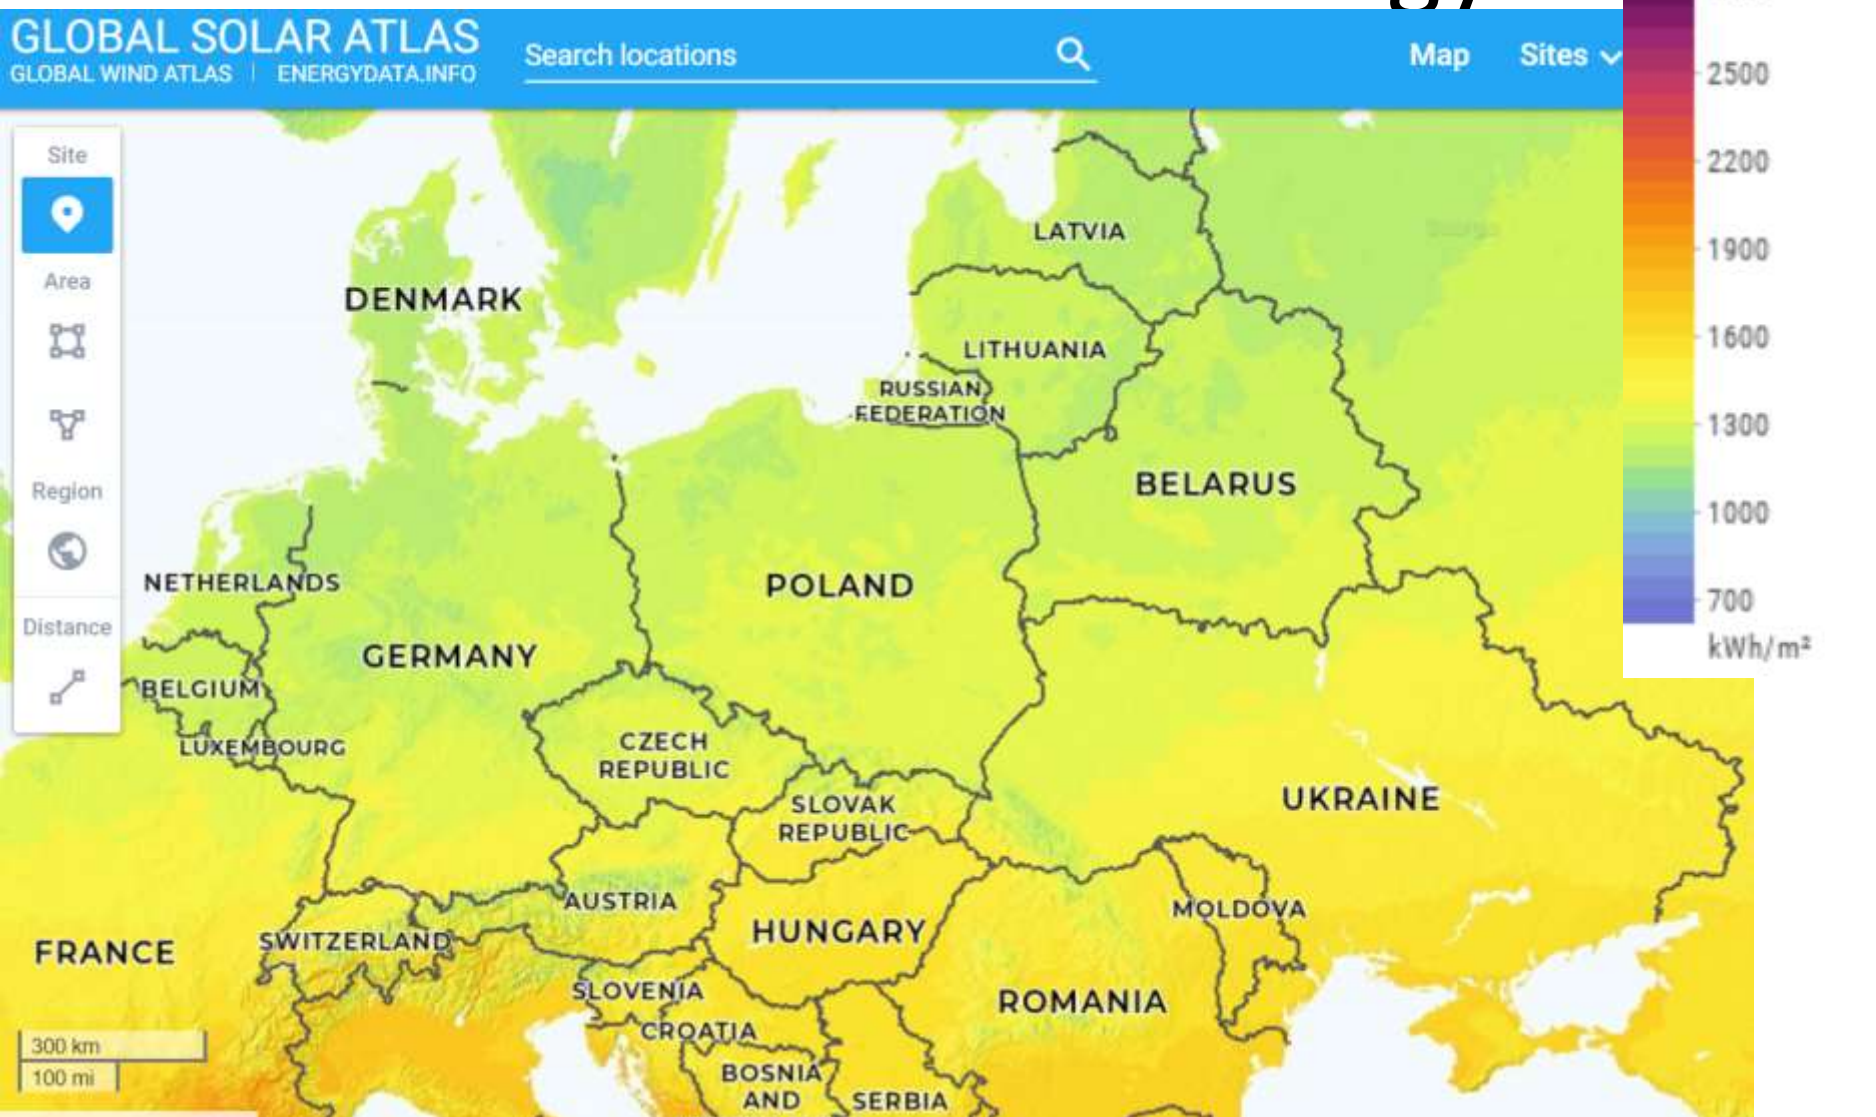 GLOBAL SOLAR ATLAS
GLOBAL WIND ATLAS | ENERGYDATA.INFO
Search locations
Map
Sites
2500
2200
1900
1600
1300
1000
700
kWh/m²
Site
Area
Region
Distance
LATVIA
DENMARK
LITHUANIA
RUSSIAN
FEDERATION
BELARUS
NETHERLANDS
POLAND
GERMANY
BELGIUM
LUXEMBOURG
CZECH
REPUBLIC
SLOVAK
REPUBLIC
UKRAINE
AUSTRIA
MOLDOVA
HUNGARY
FRANCE
SWITZERLAND
SLOVENIA
ROMANIA
CROATIA
BOSNIA
AND
SERBIA
300 km
100 mi